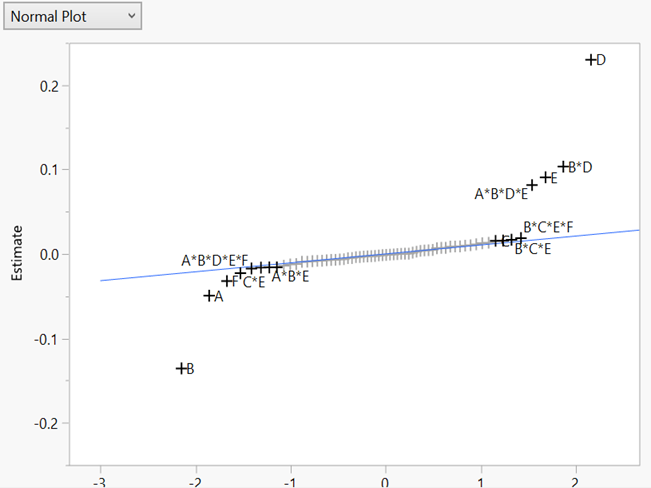 Normal Plot
0.2
0.1
0.0
-0.1
-0.2
Estimate
D
B*D
E
A*B*D*E
B*C*E*F
C
B*C*E
A*B*D*E*F
A*B*E
C*E
F
A
B
-3
-2
-1
0
1
2